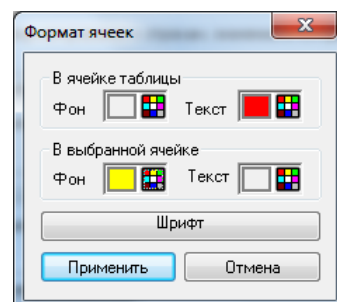 Формат ячеек
В ячейке таблицы
Фон Текст
В выбранной ячейке
Фон Текст
Шрифт
Применить Отмена